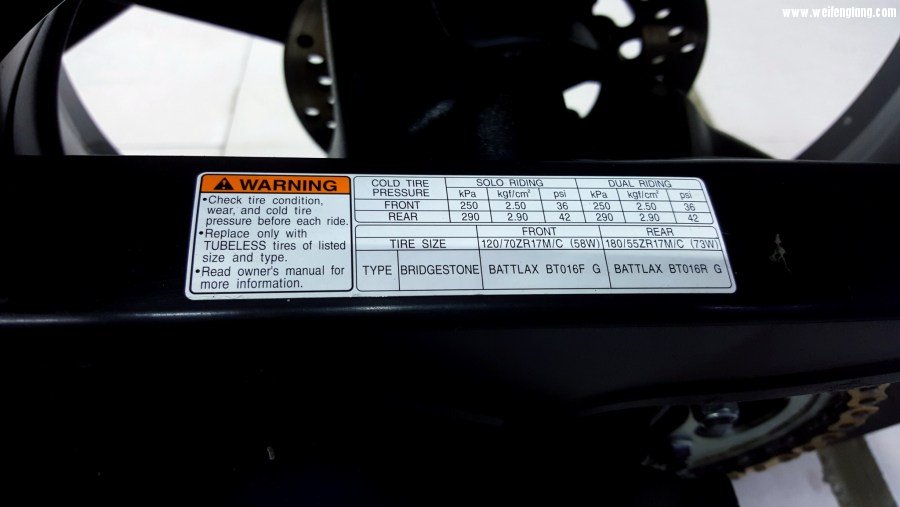 www.weifengtang.com
WARNING
•Check tire condition,
wear, and cold tire
pressure before each ride.
•Replace only with
TUBELESS tires of listed
size and type.
•Read owner's manual for
more information.
COLD TIRE PRESSURE SOLO RIDING DUAL RIDING
kPa kgf/cm² psi kPa kgf/cm² psi
FRONT 250 2.50 36 250 2.50 36
REAR 290 2.90 42 290 2.90 42
FRONT REAR
TIRE SIZE 120/70ZR17M/C (58W) 180/55ZR17M/C (73W)
TYPE BRIDGESTONE BATTLAX BT016F G BATTLAX BT016R G